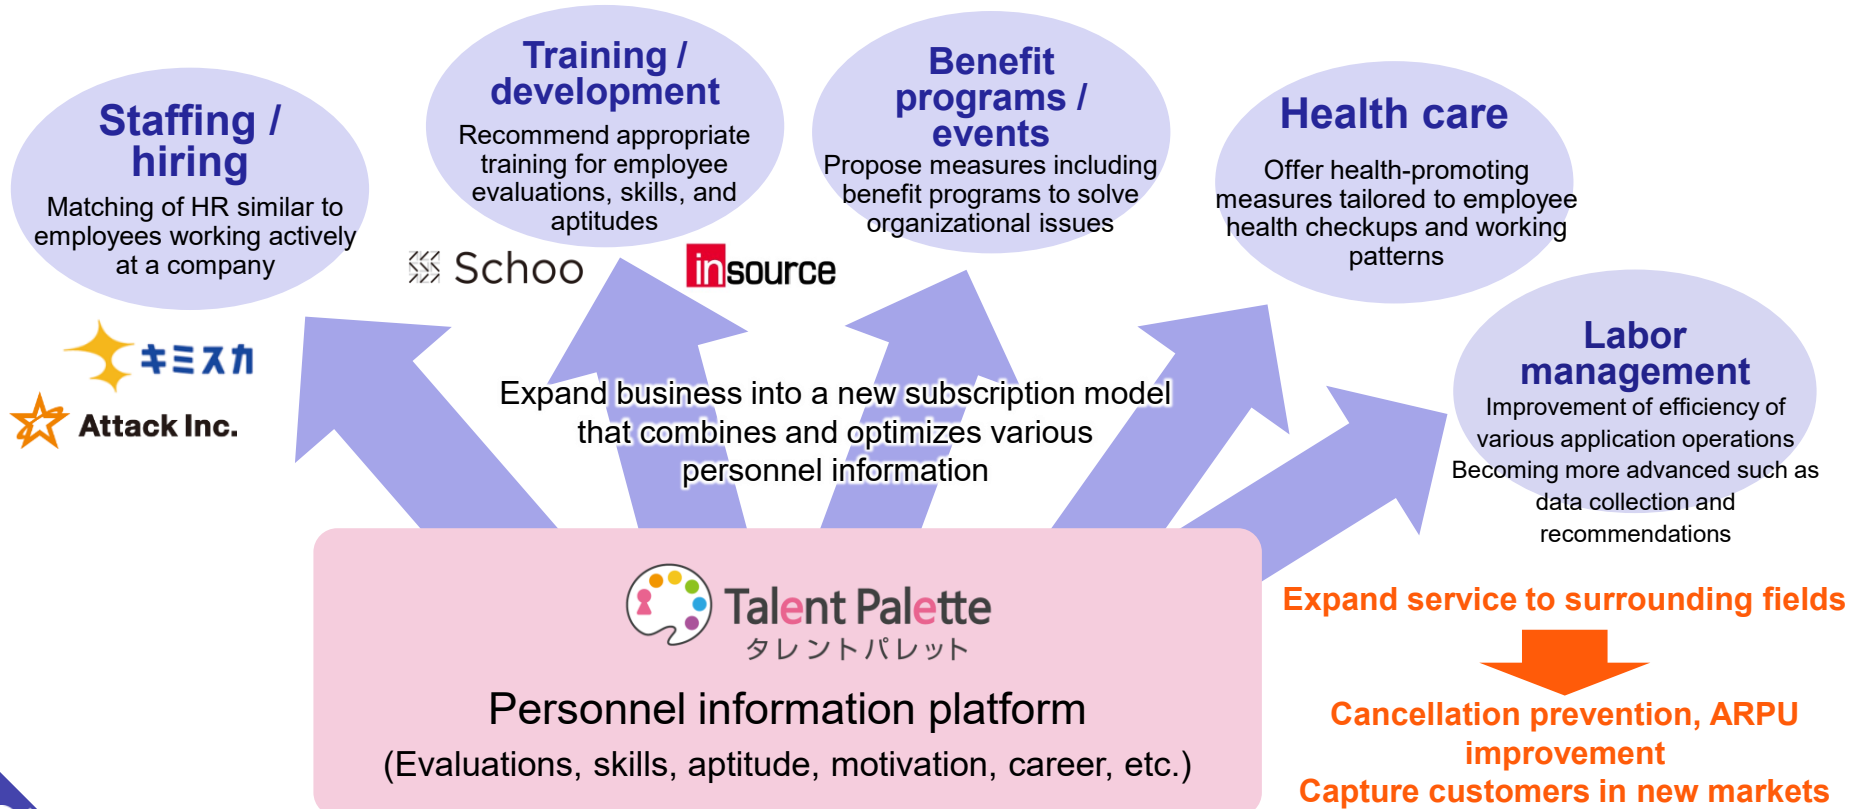 Staffing /
hiring
Matching of HR similar to
employees working actively
at a company
キミスカ
Attack Inc.
Training /
development
Recommend appropriate
training for employee
evaluations, skills, and
aptitudes
Schoo
insource
Benefit
programs /
events
Propose measures including
benefit programs to solve
organizational issues
Health care
Offer health-promoting
measures tailored to employee
health checkups and working
patterns
Labor
management
Improvement of efficiency of
various application operations
Becoming more advanced such as
data collection and
recommendations
Expand business into a new subscription model
that combines and optimizes various
personnel information
Talent Palette
タレントパレット
Personnel information platform
(Evaluations, skills, aptitude, motivation, career, etc.)
Expand service to surrounding fields
Cancellation prevention, ARPU
improvement
Capture customers in new markets